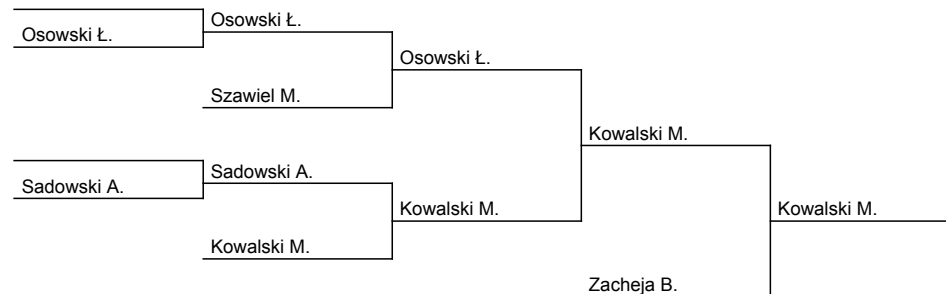 Osowski Ł.
Osowski Ł.
Osowski Ł.
Szawiel M.
Kowalski M.
Sadowski A.
Sadowski A.
Kowalski M.
Kowalski M.
Kowalski M.
Zacheja B.